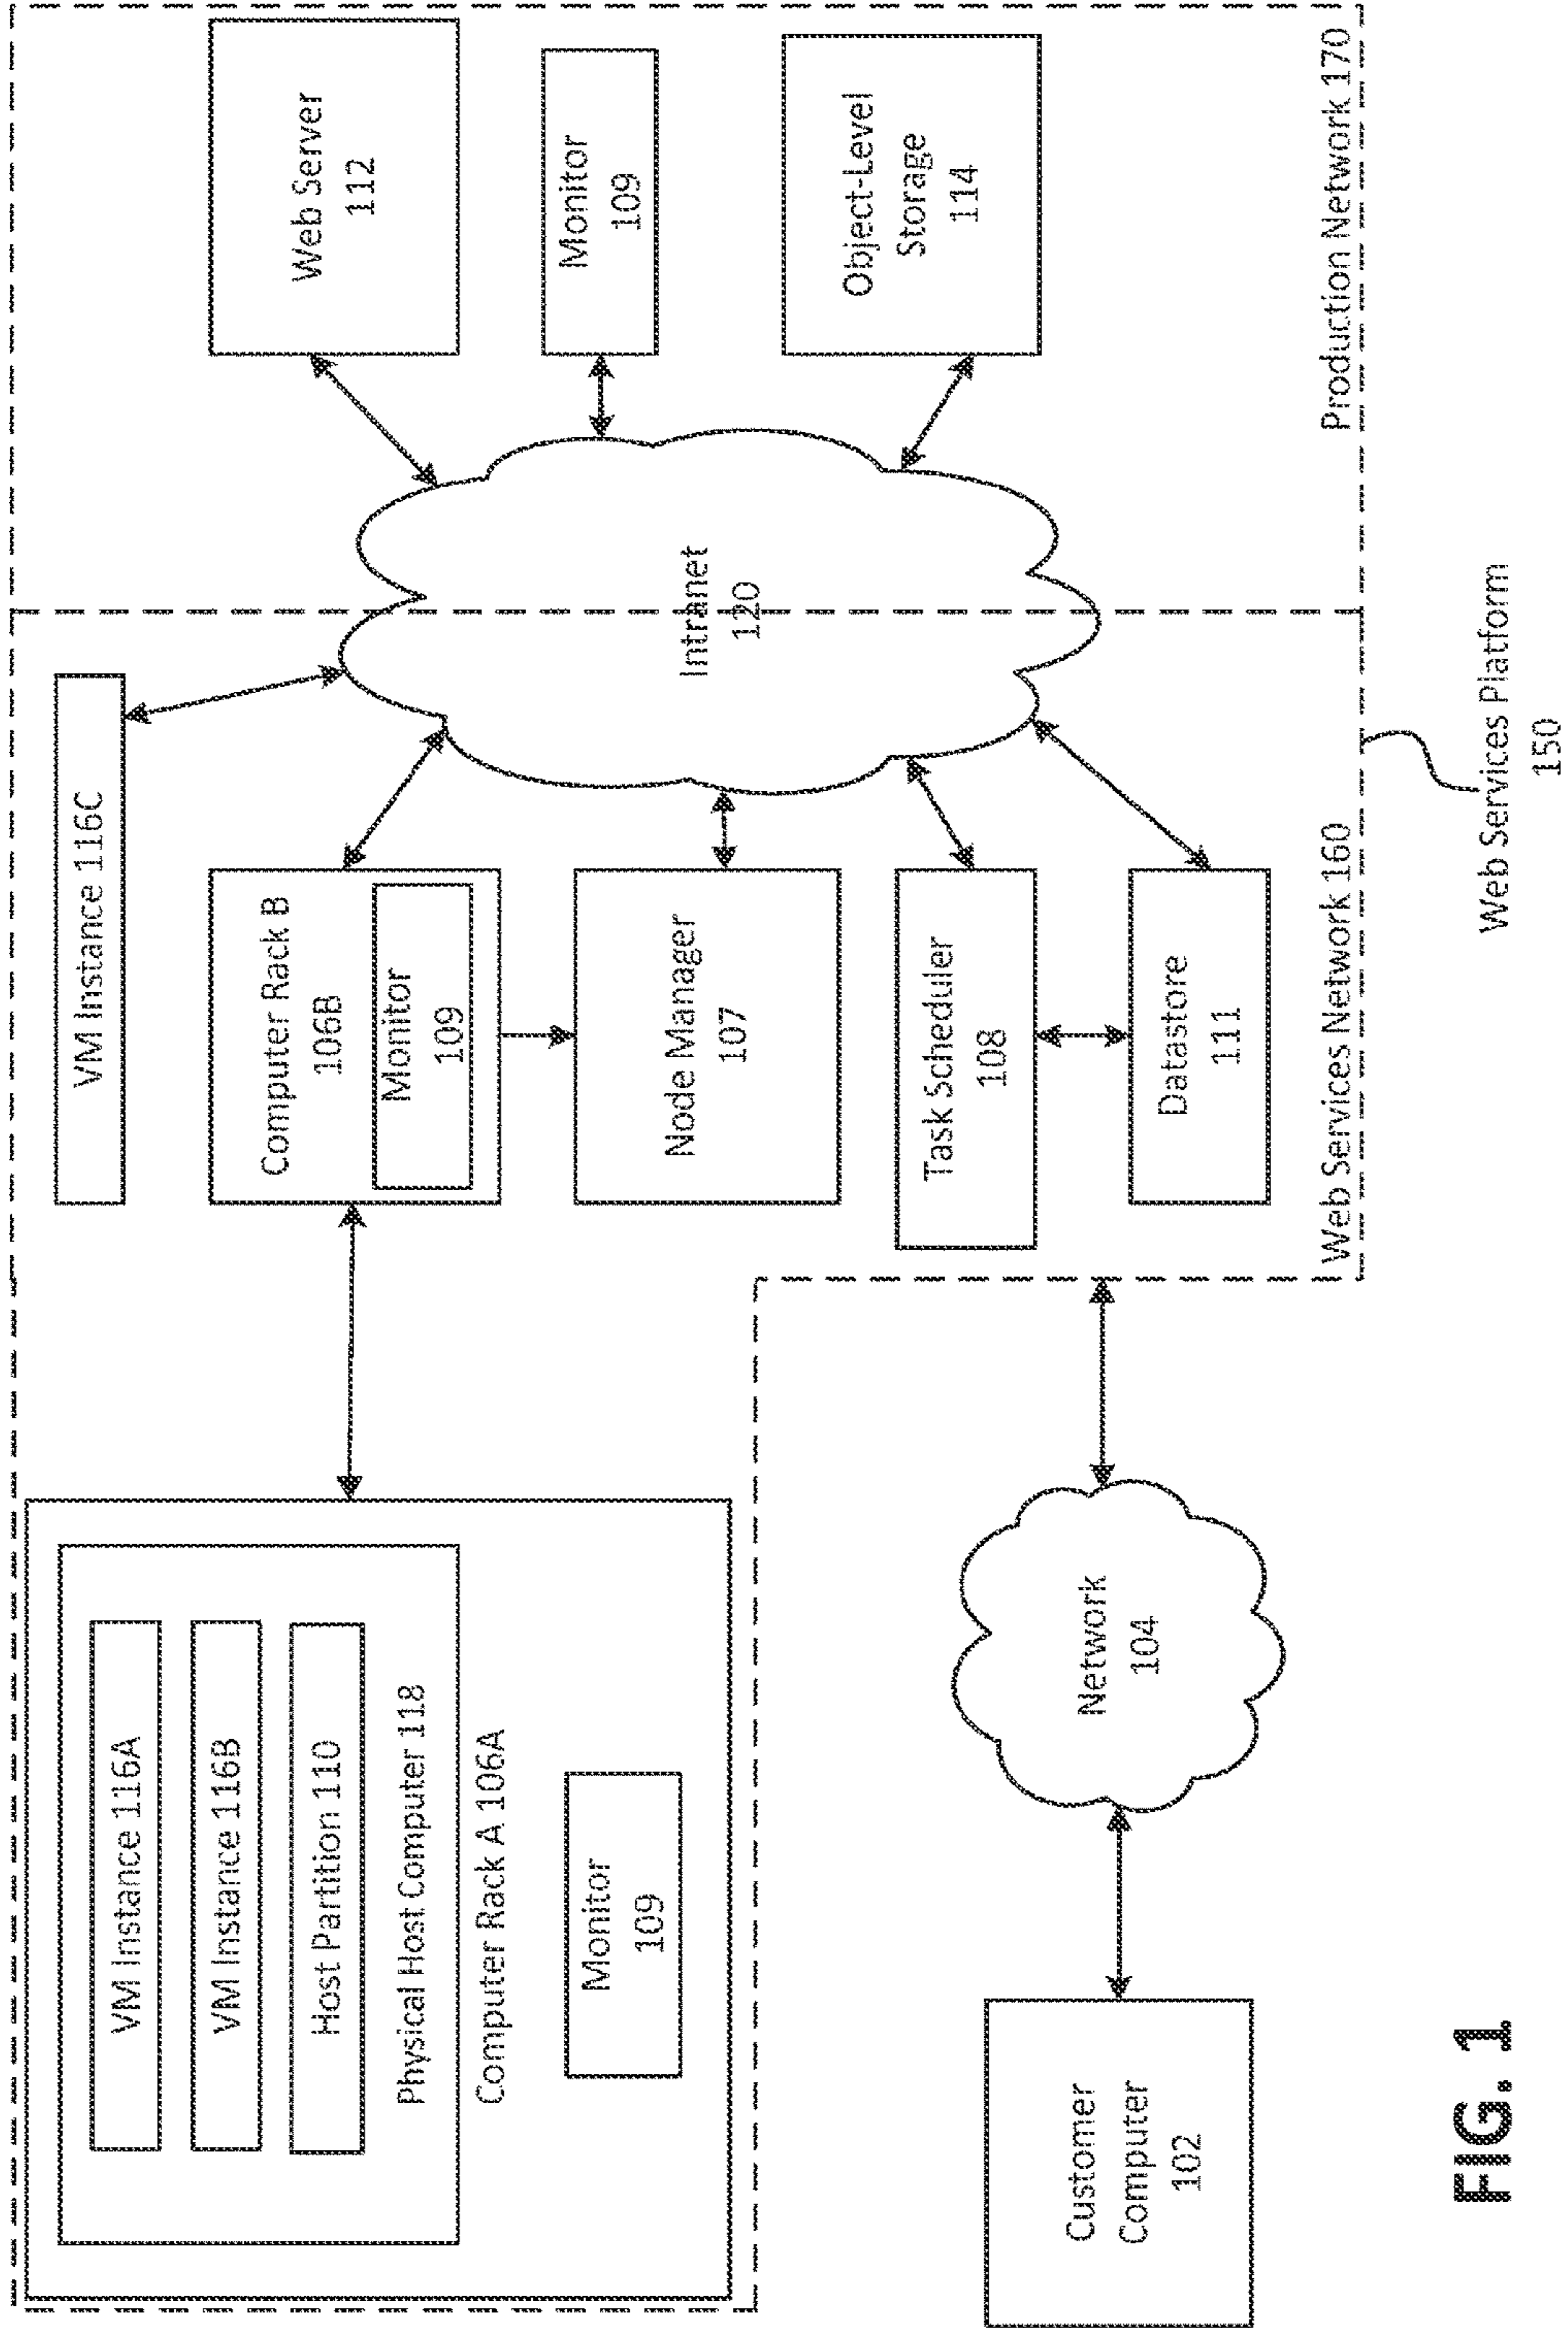 VM Instance 116A
VM Instance 116B
Host Partition 110
Physical Host Computer 118
Computer Rack A 106A
Monitor
109
VM Instance 116C
Computer Rack B
106B
Monitor
109
Node Manager
107
Task Scheduler
108
Datastore
111
Web Services Network 160
Intranet
120
Web Server
112
Monitor
109
Object-Level
Storage
114
Production Network 170
Customer
Computer
102
Network
104
Web Services Platform
150
FIG. 1